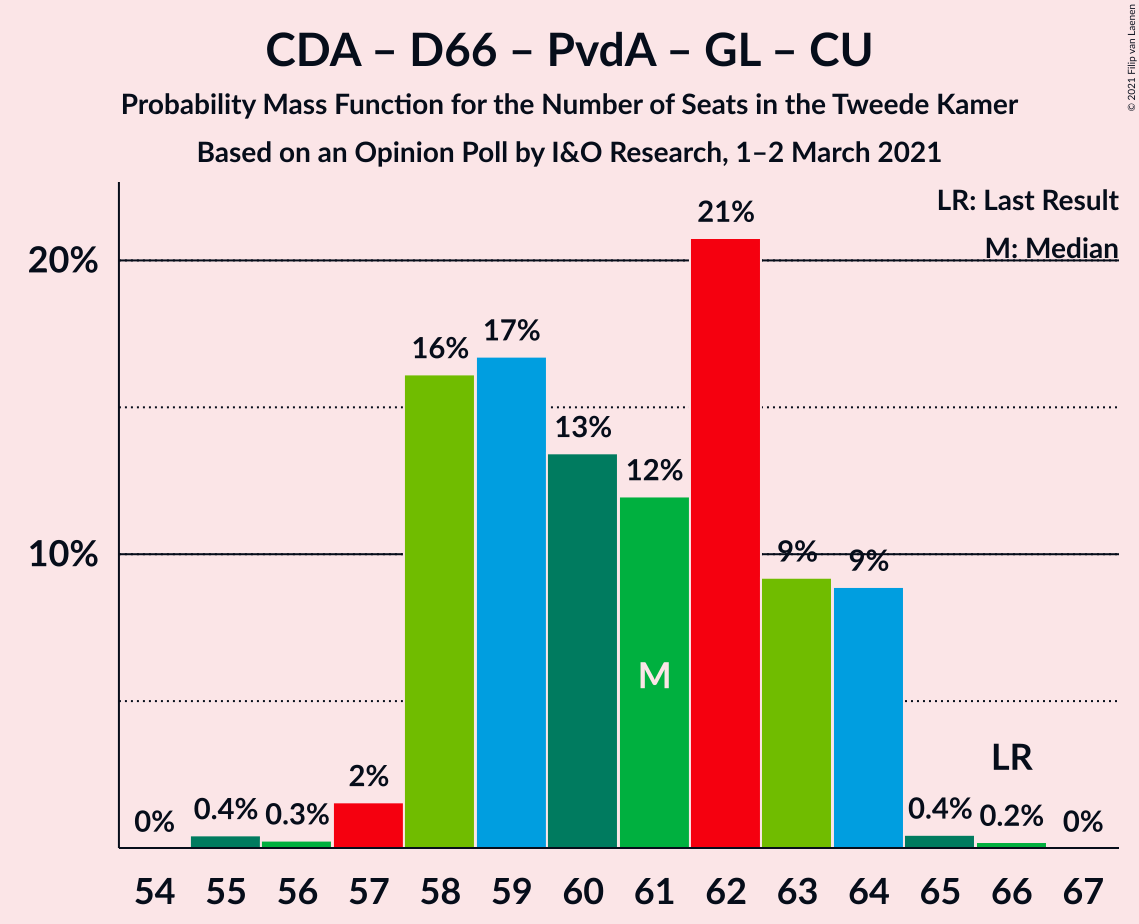 CDA – D66 – PvdA – GL – CU
Probability Mass Function for the Number of Seats in the Tweede Kamer
Based on an Opinion Poll by I&O Research, 1–2 March 2021
© 2021 Filip van Laenen
LR: Last Result
M: Median
20%
10%
0%
0.4%
0.3%
2%
16%
17%
13%
12%
21%
9%
9%
0.4%
0.2%
0%
M
LR
54 55 56 57 58 59 60 61 62 63 64 65 66 67